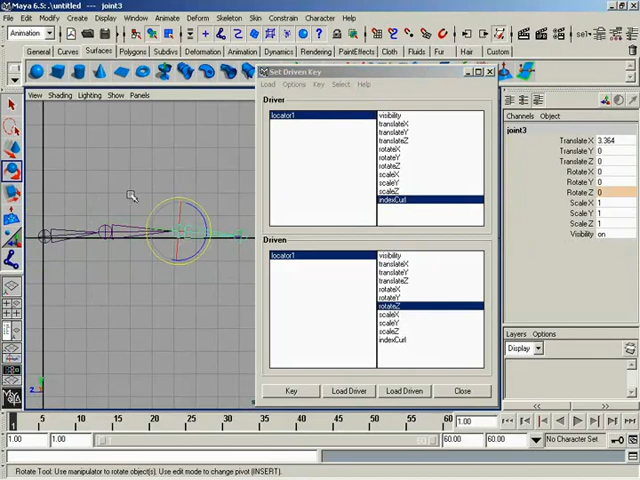 Maya 6.5: .\untitled --- joint3
File Edit Modify Create Display Window Animate Deform Skeleton Skin Constrain Character Help
Animation sel
General Curves Surfaces Polygons Subdivs Deformation Animation Dynamics Rendering PaintEffects Cloth Fluids Fur Hair Custom
View Shading Lighting Show Panels
Set Driven Key
Load Options Key Select Help
Driver
locator1
visibility
translateX
translateY
translateZ
rotateX
rotateY
rotateZ
scaleX
scaleY
scaleZ
indexCurl
Driven
locator1
visibility
translateX
translateY
translateZ
rotateX
rotateY
rotateZ
scaleX
scaleY
scaleZ
indexCurl
Key Load Driver Load Driven Close
Channels Object
joint3
Translate X 3.364
Translate Y 0
Translate Z 0
Rotate X 0
Rotate Y 0
Rotate Z 0
Scale X 1
Scale Y 1
Scale Z 1
Visibility on
Layers Options
Display
1 5 10 15 20 25 30 35 40 45 50 55 60 1.00
1.00 1.00 60.00 60.00 No Character Set
Rotate Tool: Use manipulator to rotate object(s). Use edit mode to change pivot (INSERT).